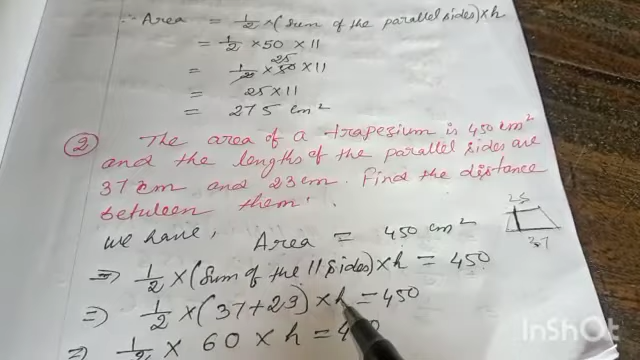 ∴ Area = 1/2 × (sum of the parallel sides) × h
= 1/2 × 50 × 11
= 1/2 × 50 25 × 11
= 25 × 11
= 275 cm²
② The area of a trapezium is 450 cm²
and the lengths of the parallel sides are
37 cm and 23 cm. Find the distance
between them.
we have, Area = 450 cm²
⇒ 1/2 × (Sum of the 11 sides) × h = 450
⇒ 1/2 × (37+23) × h = 450
⇒ 1/2 × 60 × h =
37
InShot